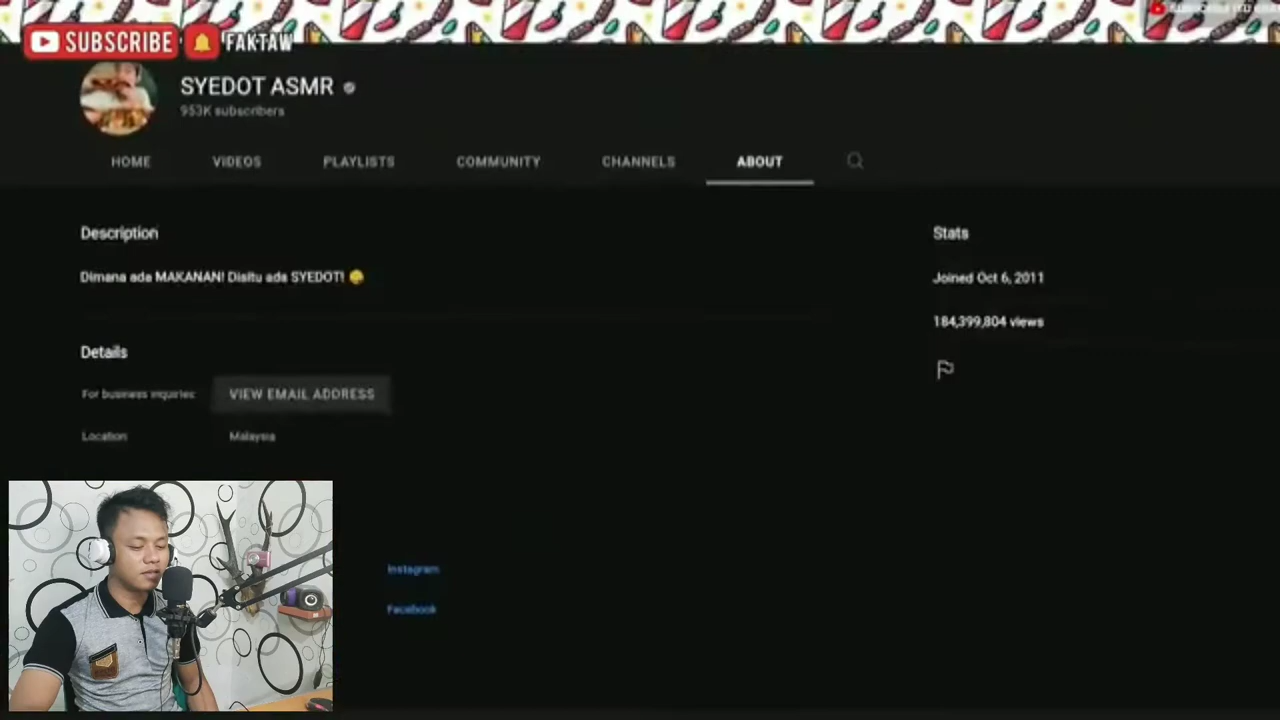 SUBSCRIBE
FAKTAW
SYEDOT ASMR
953K subscribers
HOME
VIDEOS
PLAYLISTS
COMMUNITY
CHANNELS
ABOUT
Description
Stats
Dimana ada MAKANAN! Disitu ada SYEDOT! 😋
Joined Oct 6, 2011
184,399,804 views
Details
For business inquiries:
VIEW EMAIL ADDRESS
Location
Malaysia
Instagram
Facebook